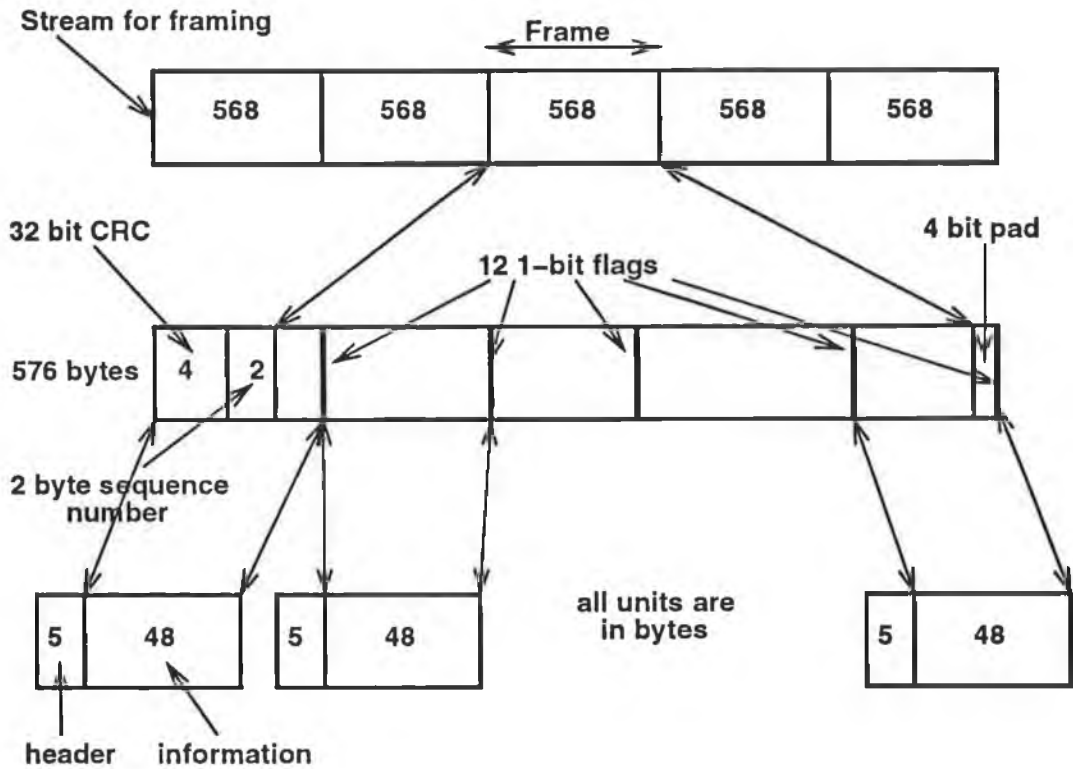 Stream for framing
Frame
568 568 568 568 568
32 bit CRC
4 bit pad
12 1-bit flags
576 bytes
4 2
2 byte sequence
number
all units are
in bytes
5 48 5 48 5 48
header information